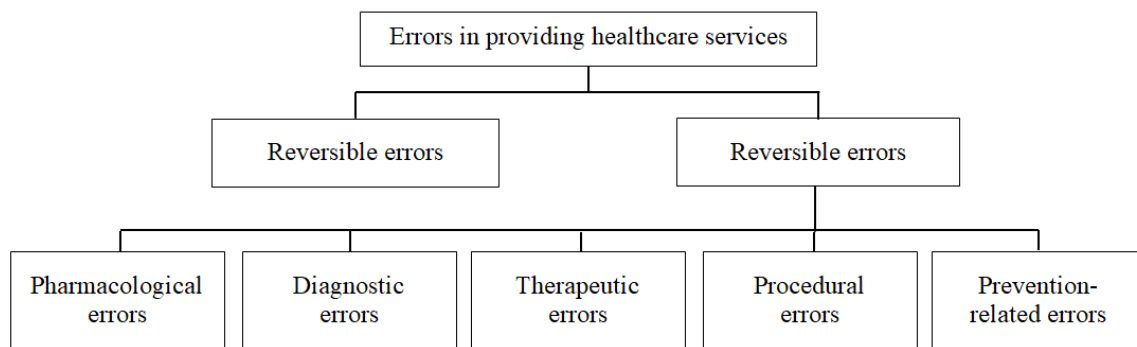 Errors in providing healthcare services
Reversible errors
Reversible errors
Pharmacological
errors
Diagnostic
errors
Therapeutic
errors
Procedural
errors
Prevention-
related errors